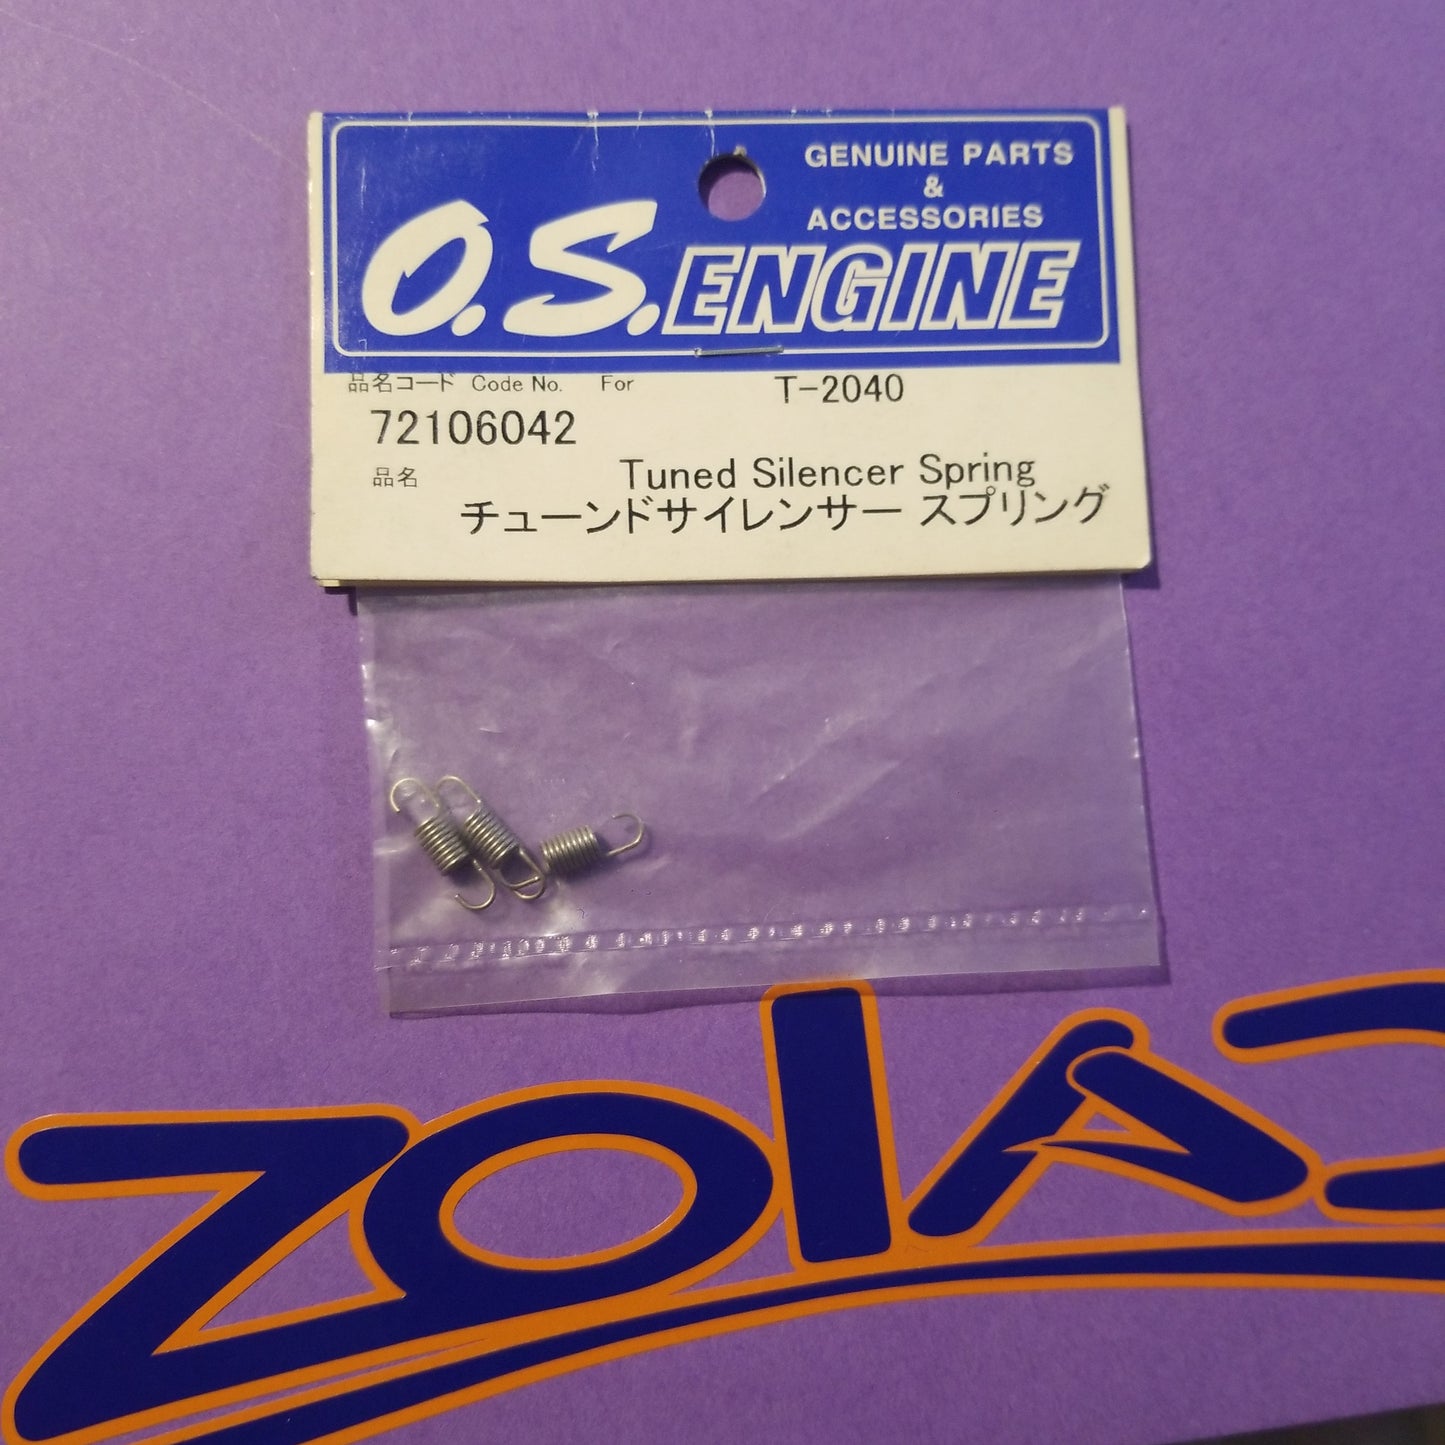 GENUINE PARTS
&
ACCESSORIES
O.S.ENGINE
品名コード Code No. For T-2040
72106042
品名 Tuned Silencer Spring
チューンドサイレンサー スプリング